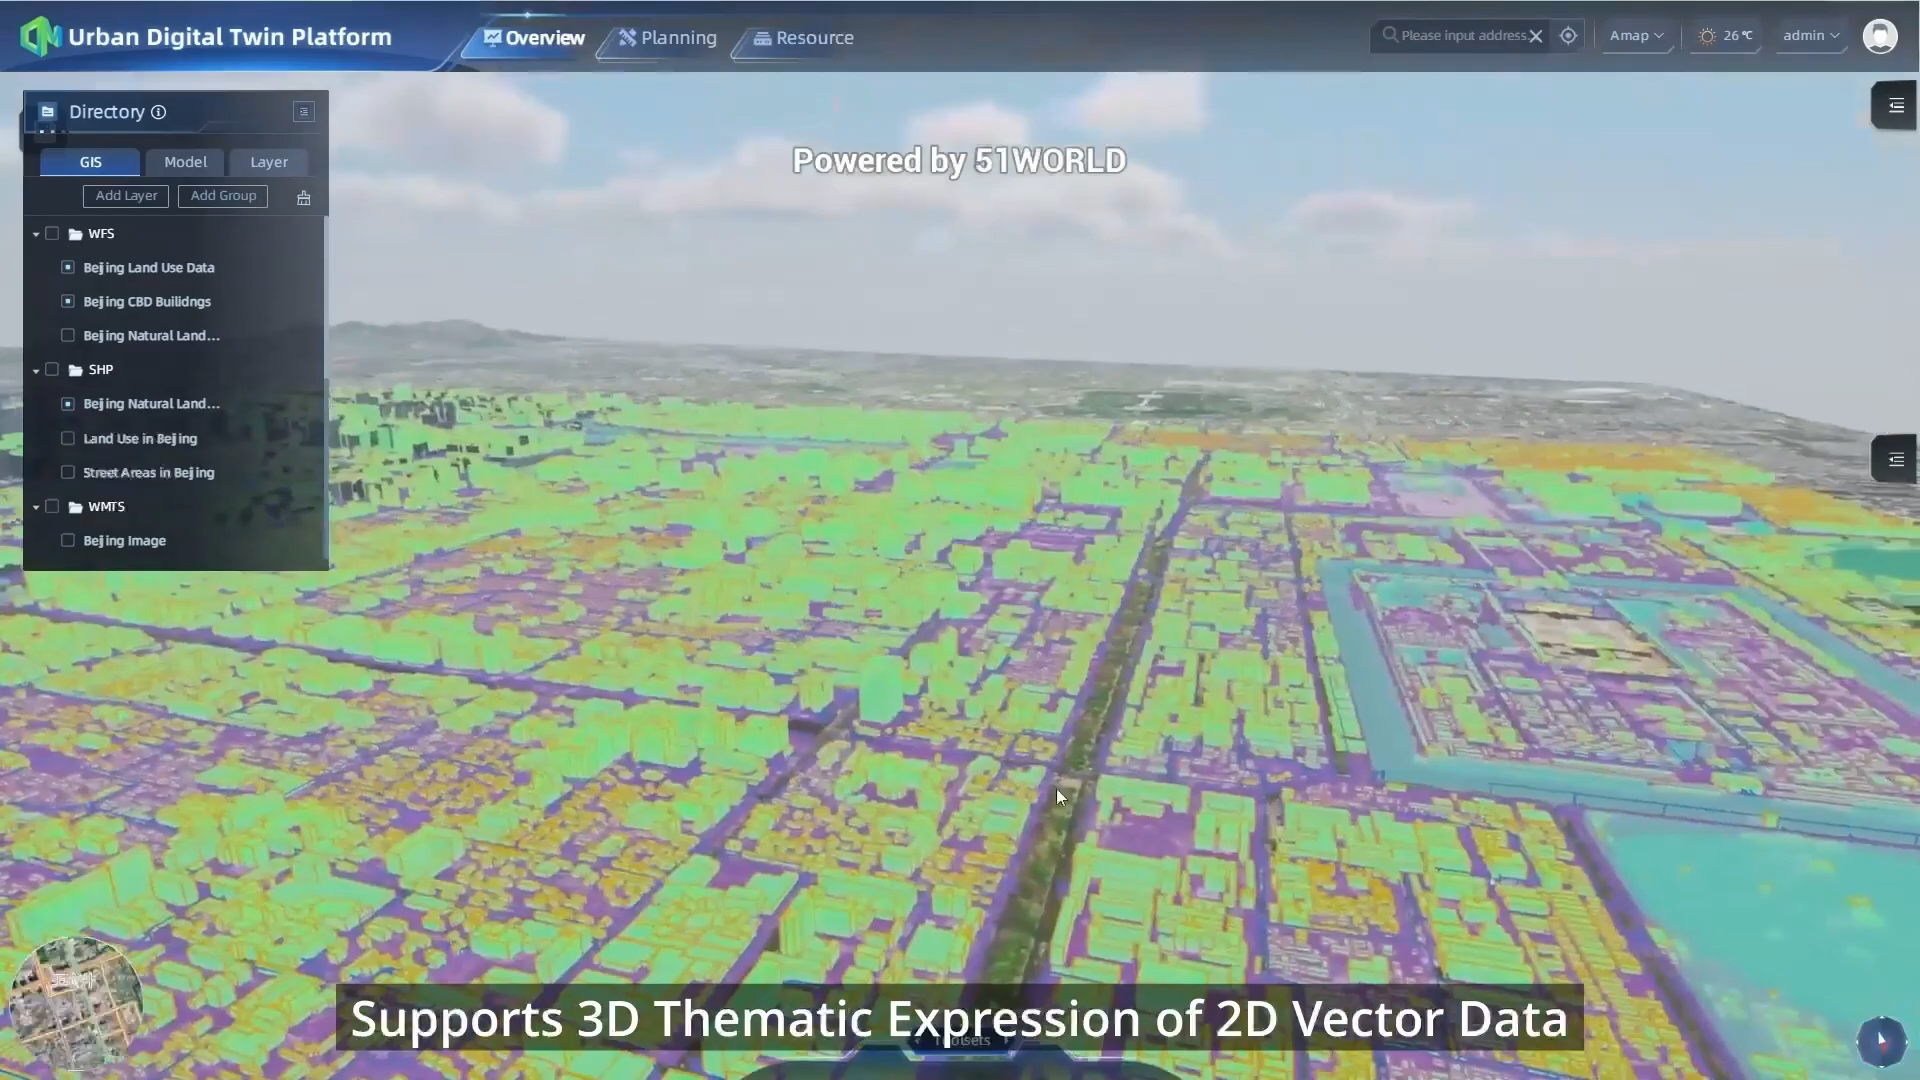 Urban Digital Twin Platform
Overview
Planning
Resource
Please input address
Amap
26℃
admin
Directory
GIS
Model
Layer
Add Layer
Add Group
WFS
Beijing Land Use Data
Beijing CBD Builidngs
Beijing Natural Land...
SHP
Beijing Natural Land...
Land Use in Beijing
Street Areas in Beijing
WMTS
Beijing Image
Powered by 51WORLD
Supports 3D Thematic Expression of 2D Vector Data
Toolsets